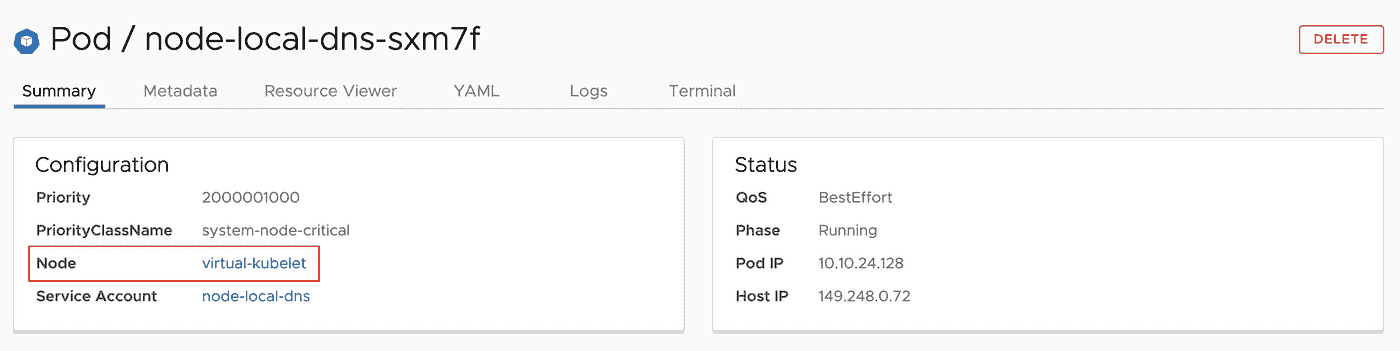 Pod / node-local-dns-sxm7f
DELETE
Summary Metadata Resource Viewer YAML Logs Terminal
Configuration
Priority 2000001000
PriorityClassName system-node-critical
Node virtual-kubelet
Service Account node-local-dns
Status
QoS BestEffort
Phase Running
Pod IP 10.10.24.128
Host IP 149.248.0.72